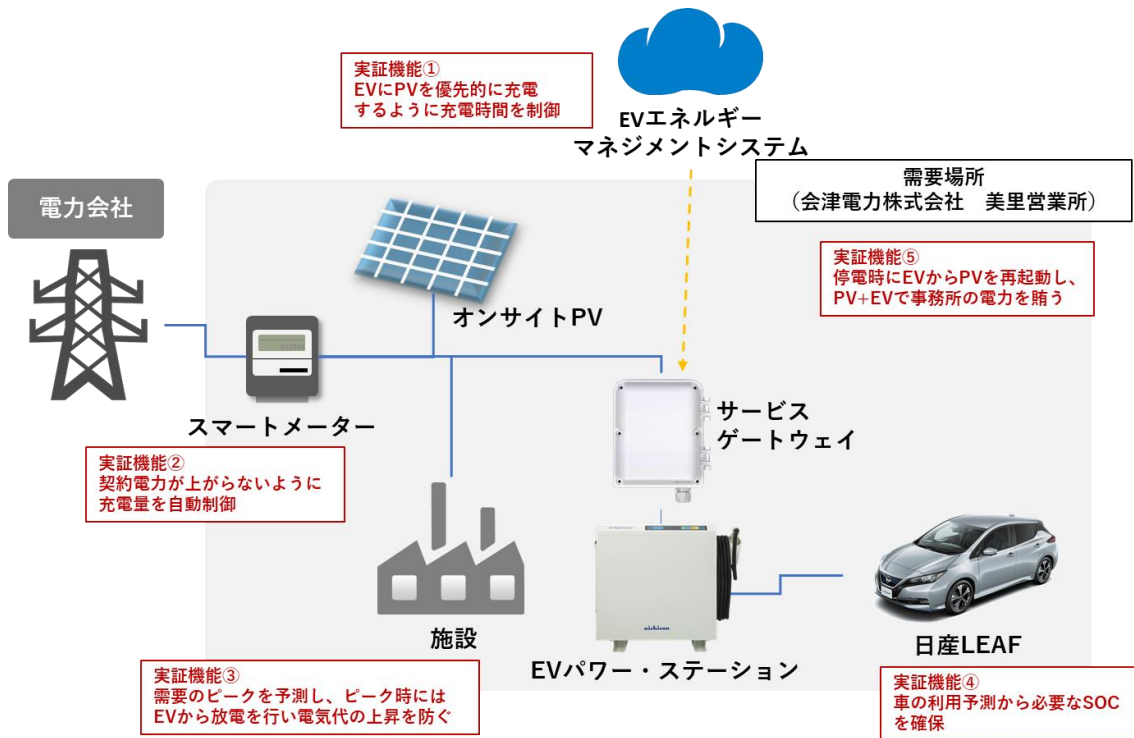 実証機能①
EVにPVを優先的に充電
するように充電時間を制御
EVエネルギー
マネジメントシステム
需要場所
（会津電力株式会社　美里営業所）
電力会社
実証機能⑤
停電時にEVからPVを再起動し、
PV+EVで事務所の電力を賄う
オンサイトPV
スマートメーター
サービス
ゲートウェイ
実証機能②
契約電力が上がらないように
充電量を自動制御
nichicon
施設
EVパワー・ステーション
日産LEAF
実証機能③
需要のピークを予測し、ピーク時には
EVから放電を行い電気代の上昇を防ぐ
実証機能④
車の利用予測から必要なSOC
を確保